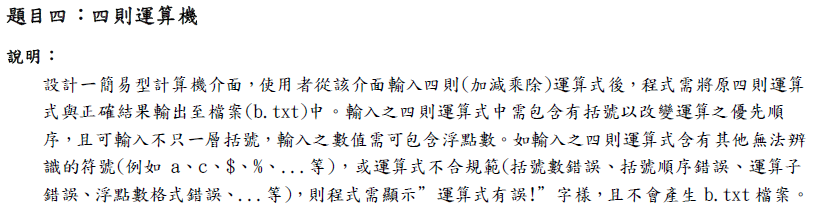 題目四：四則運算機
說明：
設計一簡易型計算機介面，使用者從該介面輸入四則(加減乘除)運算式後，程式需將原四則運算
式與正確結果輸出至檔案(b.txt)中。輸入之四則運算式中需包含有括號以改變運算之優先順
序，且可輸入不只一層括號，輸入之數值需可包含浮點數。如輸入之四則運算式含有其他無法辨
識的符號(例如 a、c、$、%、...等)，或運算式不合規範(括號數錯誤、括號順序錯誤、運算子
錯誤、浮點數格式錯誤、...等)，則程式需顯示”運算式有誤!”字樣，且不會產生 b.txt 檔案。